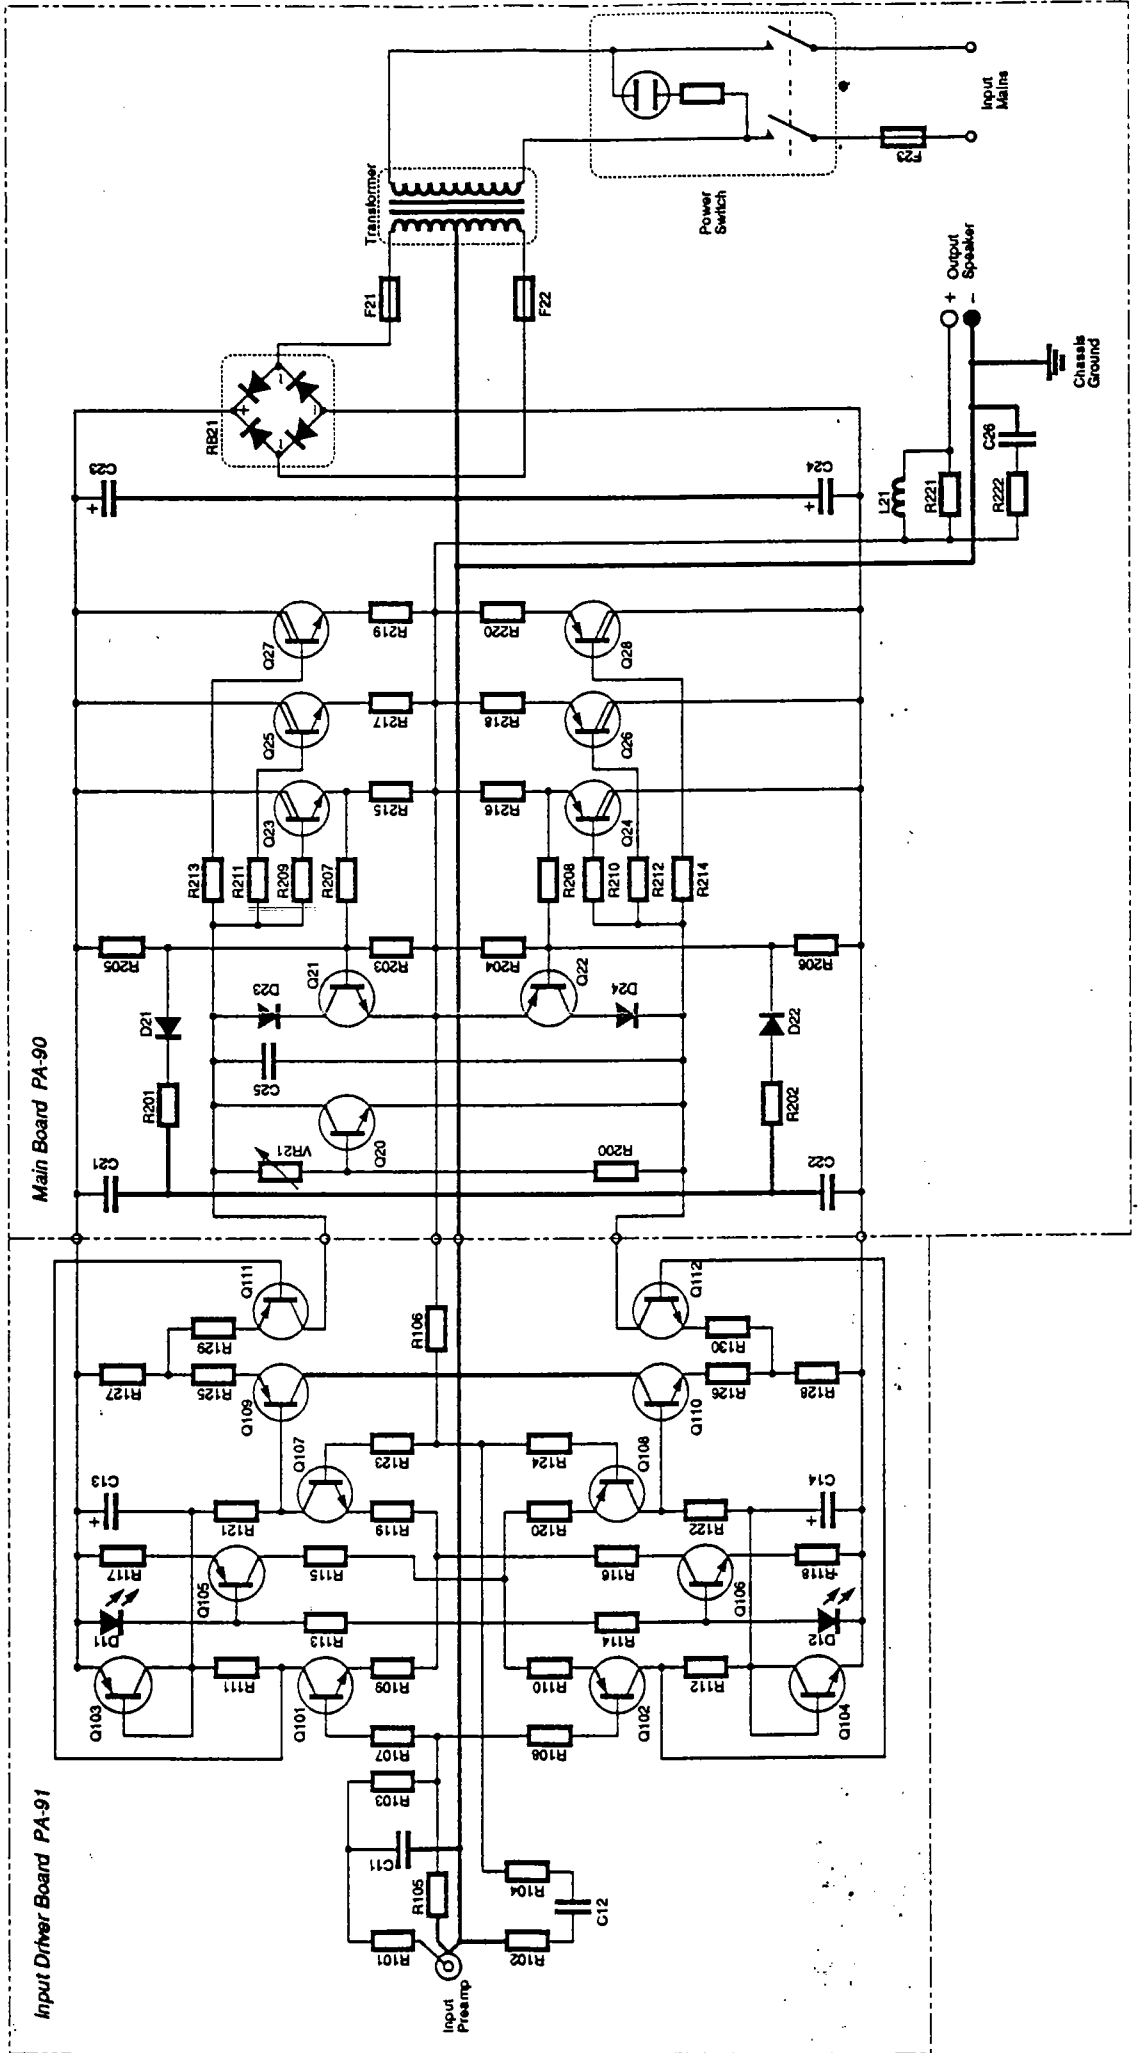 Input Driver Board PA-91
Main Board PA-90
Input
Preamp
R101
R102
C12
R104
R105
C11
R103
R107
R108
Q103
Q101
Q102
Q104
R111
R109
R110
R112
D11
R113
R114
D12
Q105
Q106
R117
R115
R116
R118
C13
R121
R119
R120
R122
C14
Q107
Q108
R123
R124
Q109
Q110
R127
R125
R126
R128
R129
R130
Q111
Q112
R106
C21
C22
VR21
R200
Q20
R201
R202
C25
D21
D22
D23
D24
Q21
Q22
R205
R203
R204
R206
R213
R211
R209
R207
R208
R210
R212
R214
Q23
Q24
R215
R216
Q25
Q26
R217
R218
Q27
Q28
R219
R220
C23
+
C24
+
RB21
+
~
~
−
F21
F22
Transformer
L21
R221
R222
C26
+ Output
− Speaker
Chassis
Ground
Power
Switch
F23
Input
Mains